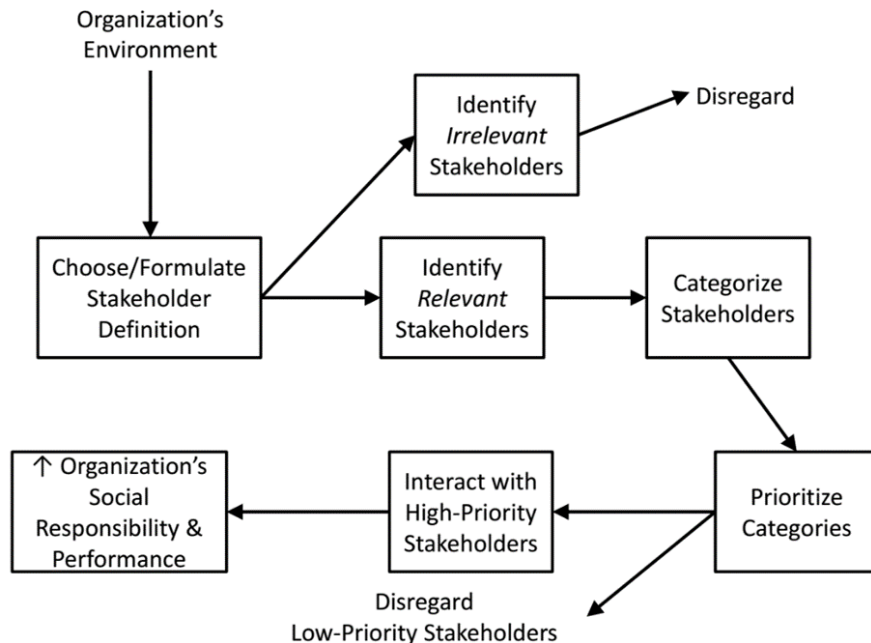 Organization's
Environment
Identify
Irrelevant
Stakeholders
Disregard
Choose/Formulate
Stakeholder
Definition
Identify
Relevant
Stakeholders
Categorize
Stakeholders
↑ Organization's
Social
Responsibility &
Performance
Interact with
High-Priority
Stakeholders
Prioritize
Categories
Disregard
Low-Priority Stakeholders